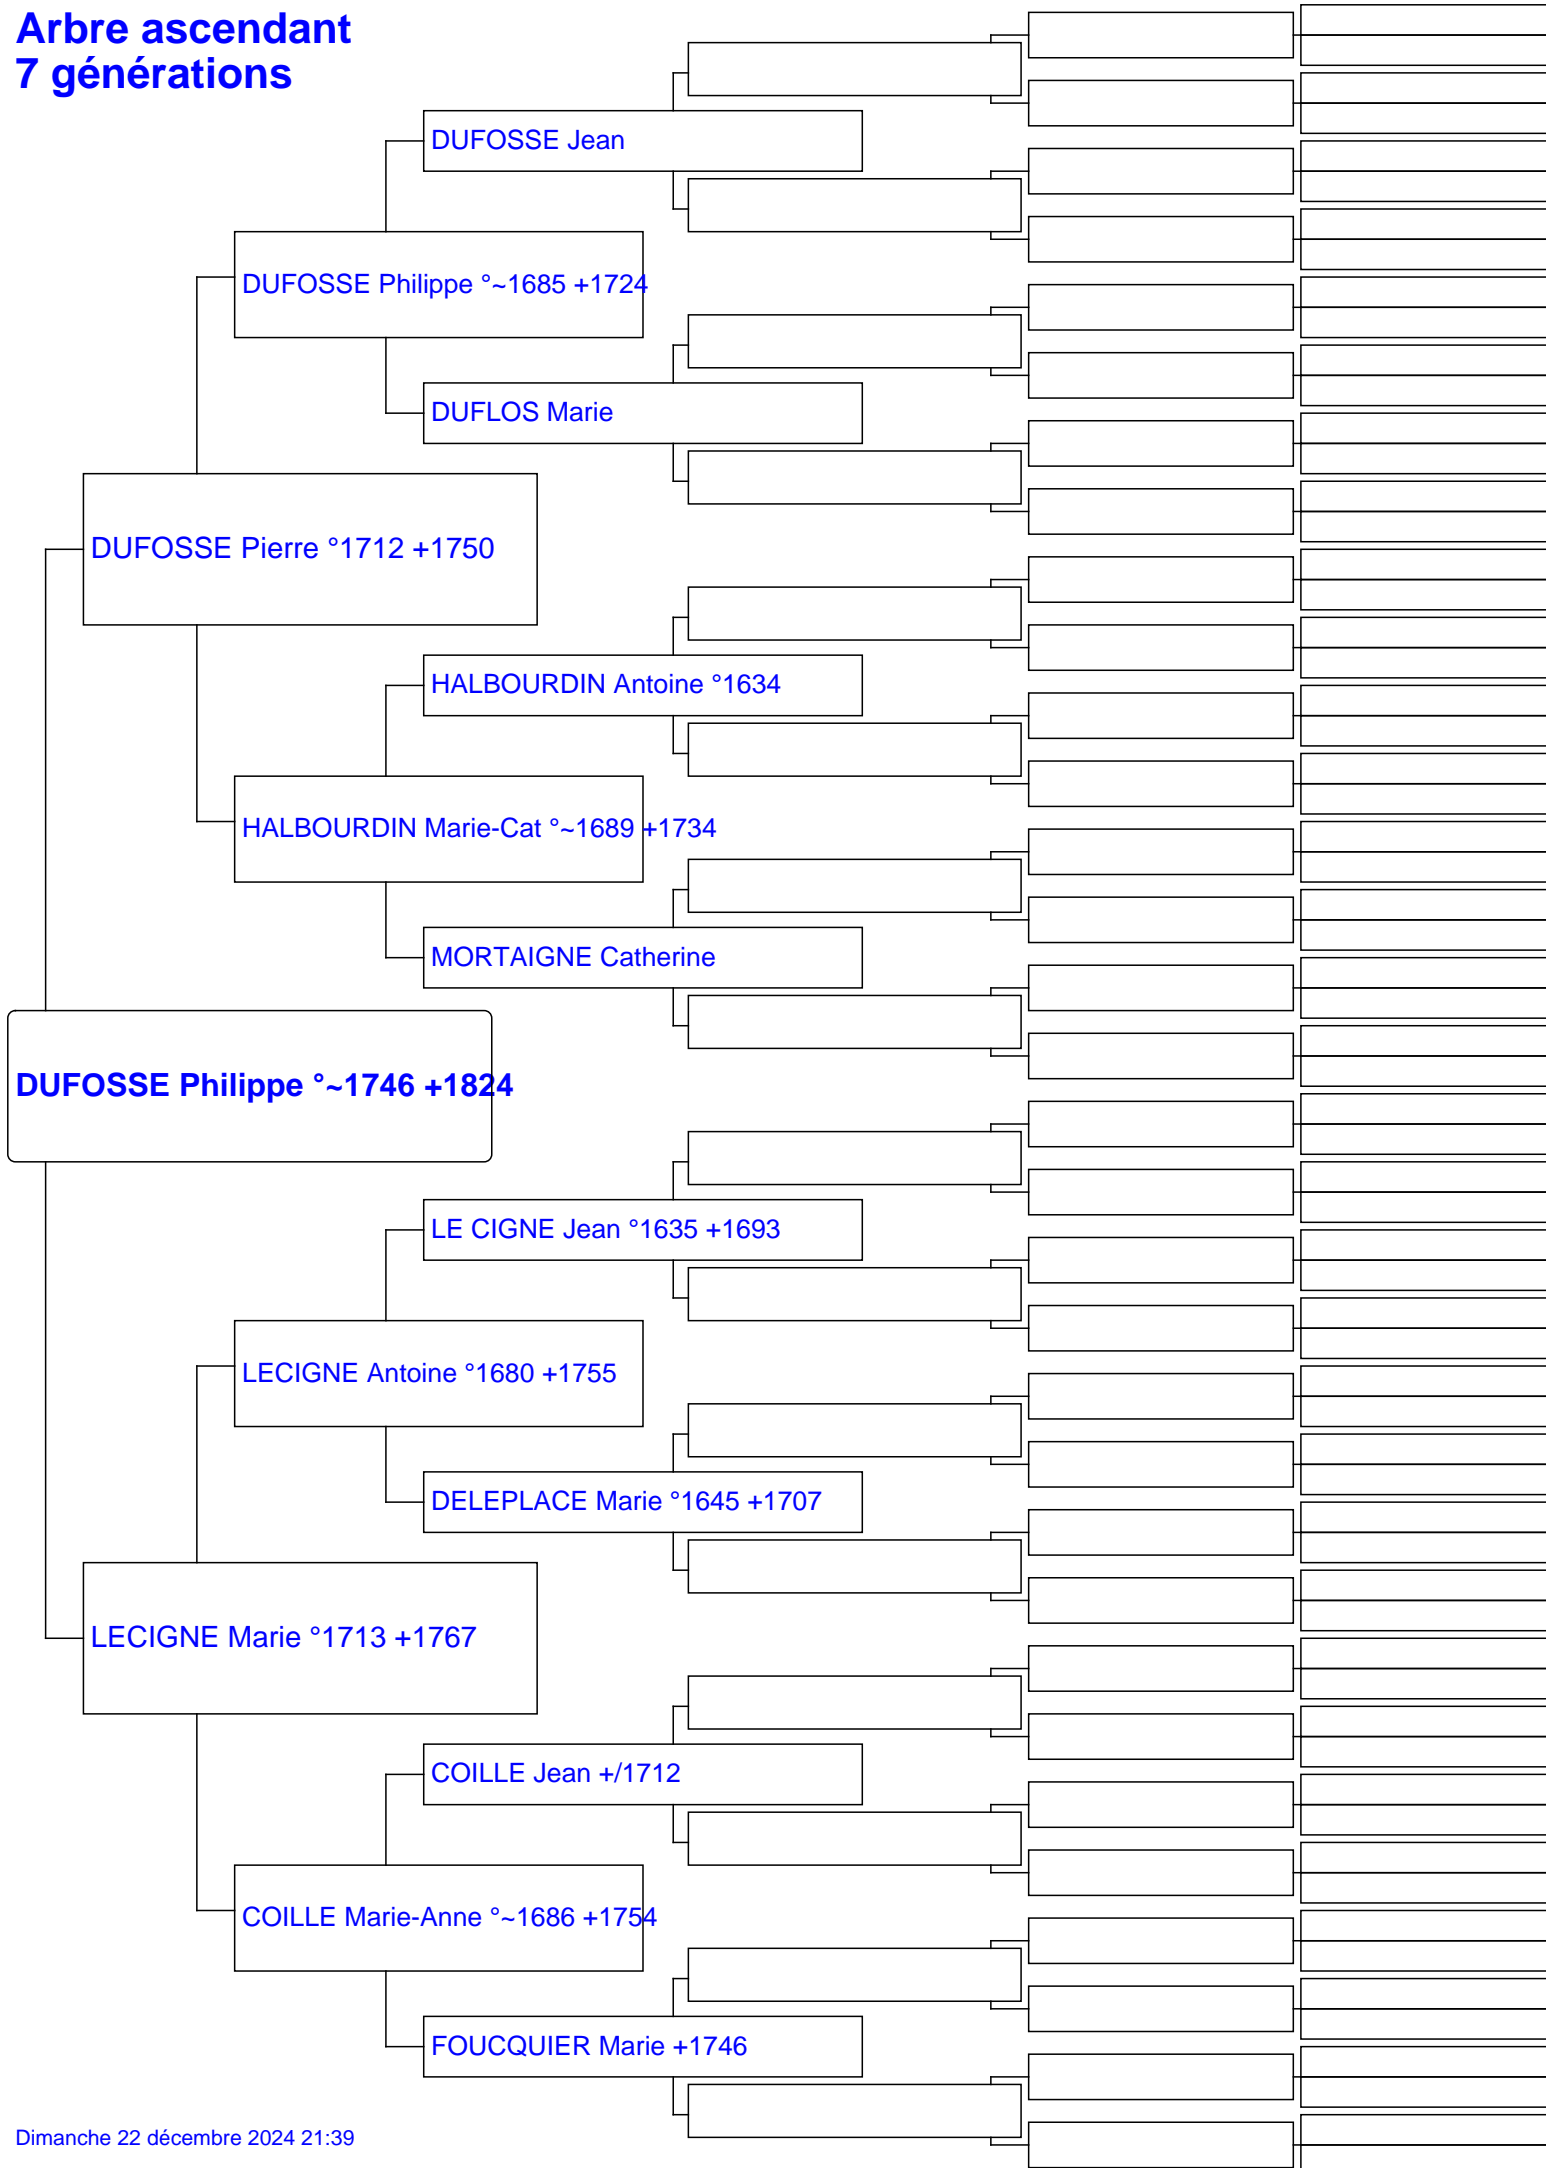 Arbre ascendant
7 générations
DUFOSSE Jean
DUFOSSE Philippe °~1685 +1724
DUFLOS Marie
DUFOSSE Pierre °1712 +1750
HALBOURDIN Antoine °1634
HALBOURDIN Marie-Cat °~1689 +1734
MORTAIGNE Catherine
DUFOSSE Philippe °~1746 +1824
LE CIGNE Jean °1635 +1693
LECIGNE Antoine °1680 +1755
DELEPLACE Marie °1645 +1707
LECIGNE Marie °1713 +1767
COILLE Jean +/1712
COILLE Marie-Anne °~1686 +1754
FOUCQUIER Marie +1746
Dimanche 22 décembre 2024 21:39